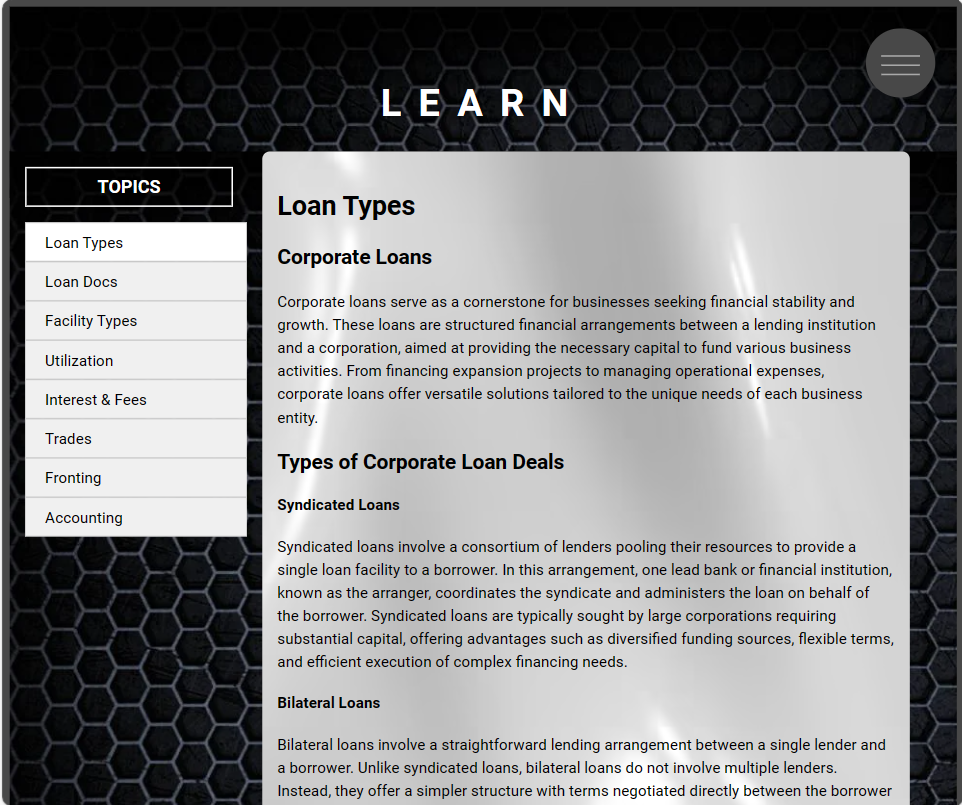 LEARN
TOPICS
Loan Types
Loan Docs
Facility Types
Utilization
Interest & Fees
Trades
Fronting
Accounting
Loan Types
Corporate Loans
Corporate loans serve as a cornerstone for businesses seeking financial stability and
growth. These loans are structured financial arrangements between a lending institution
and a corporation, aimed at providing the necessary capital to fund various business
activities. From financing expansion projects to managing operational expenses,
corporate loans offer versatile solutions tailored to the unique needs of each business
entity.
Types of Corporate Loan Deals
Syndicated Loans
Syndicated loans involve a consortium of lenders pooling their resources to provide a
single loan facility to a borrower. In this arrangement, one lead bank or financial institution,
known as the arranger, coordinates the syndicate and administers the loan on behalf of
the borrower. Syndicated loans are typically sought by large corporations requiring
substantial capital, offering advantages such as diversified funding sources, flexible terms,
and efficient execution of complex financing needs.
Bilateral Loans
Bilateral loans involve a straightforward lending arrangement between a single lender and
a borrower. Unlike syndicated loans, bilateral loans do not involve multiple lenders.
Instead, they offer a simpler structure with terms negotiated directly between the borrower